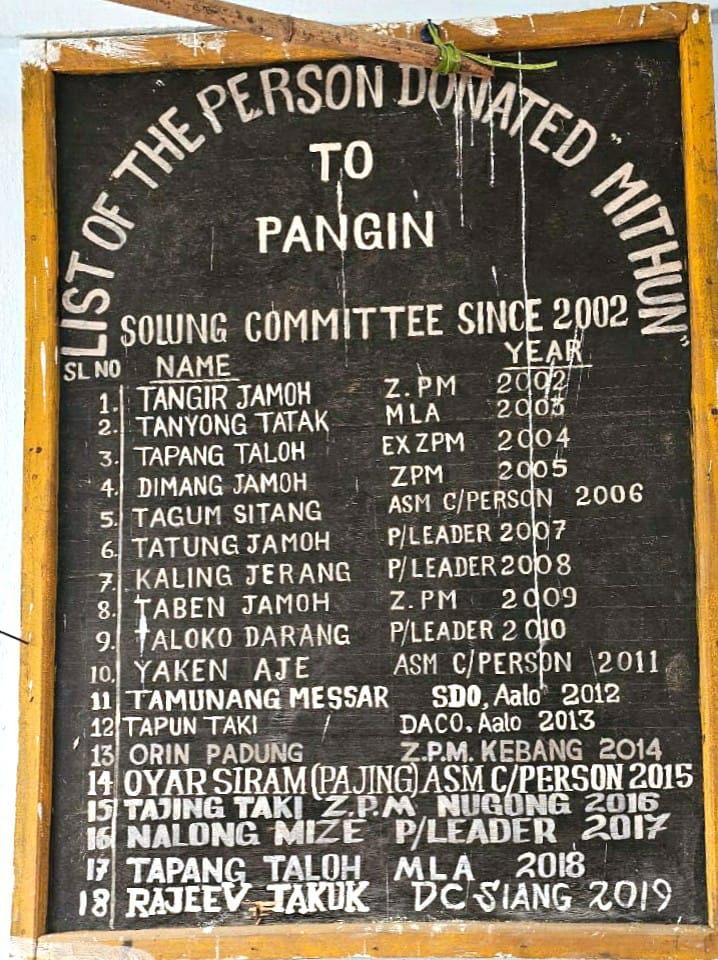 LIST OF THE PERSON DONATED "MITHUN"
TO
PANGIN
SOLUNG COMMITTEE SINCE 2002
SL NO NAME YEAR
1. TANGIR JAMOH Z.PM 2002
2. TANYONG TATAK MLA 2003
3. TAPANG TALOH EX ZPM 2004
4. DIMANG JAMOH ZPM 2005
5. TAGUM SITANG ASM C/PERSON 2006
6. TATUNG JAMOH P/LEADER 2007
7. KALING JERANG P/LEADER 2008
8. TABEN JAMOH Z.PM 2009
9. TALOKO DARANG P/LEADER 2010
10. YAKEN AJE ASM C/PERSON 2011
11 TAMUNANG MESSAR SDO, Aalo 2012
12 TAPUN TAKI DACO, Aalo 2013
13 ORIN PADUNG Z.P.M. KEBANG 2014
14 OYAR SIRAM (PAJING) ASM C/PERSON 2015
15 TAJING TAKI Z.P.M NUGONG 2016
16 NALONG MIZE P/LEADER 2017
17 TAPANG TALOH MLA 2018
18 RAJEEV TAKUK DC SIANG 2019